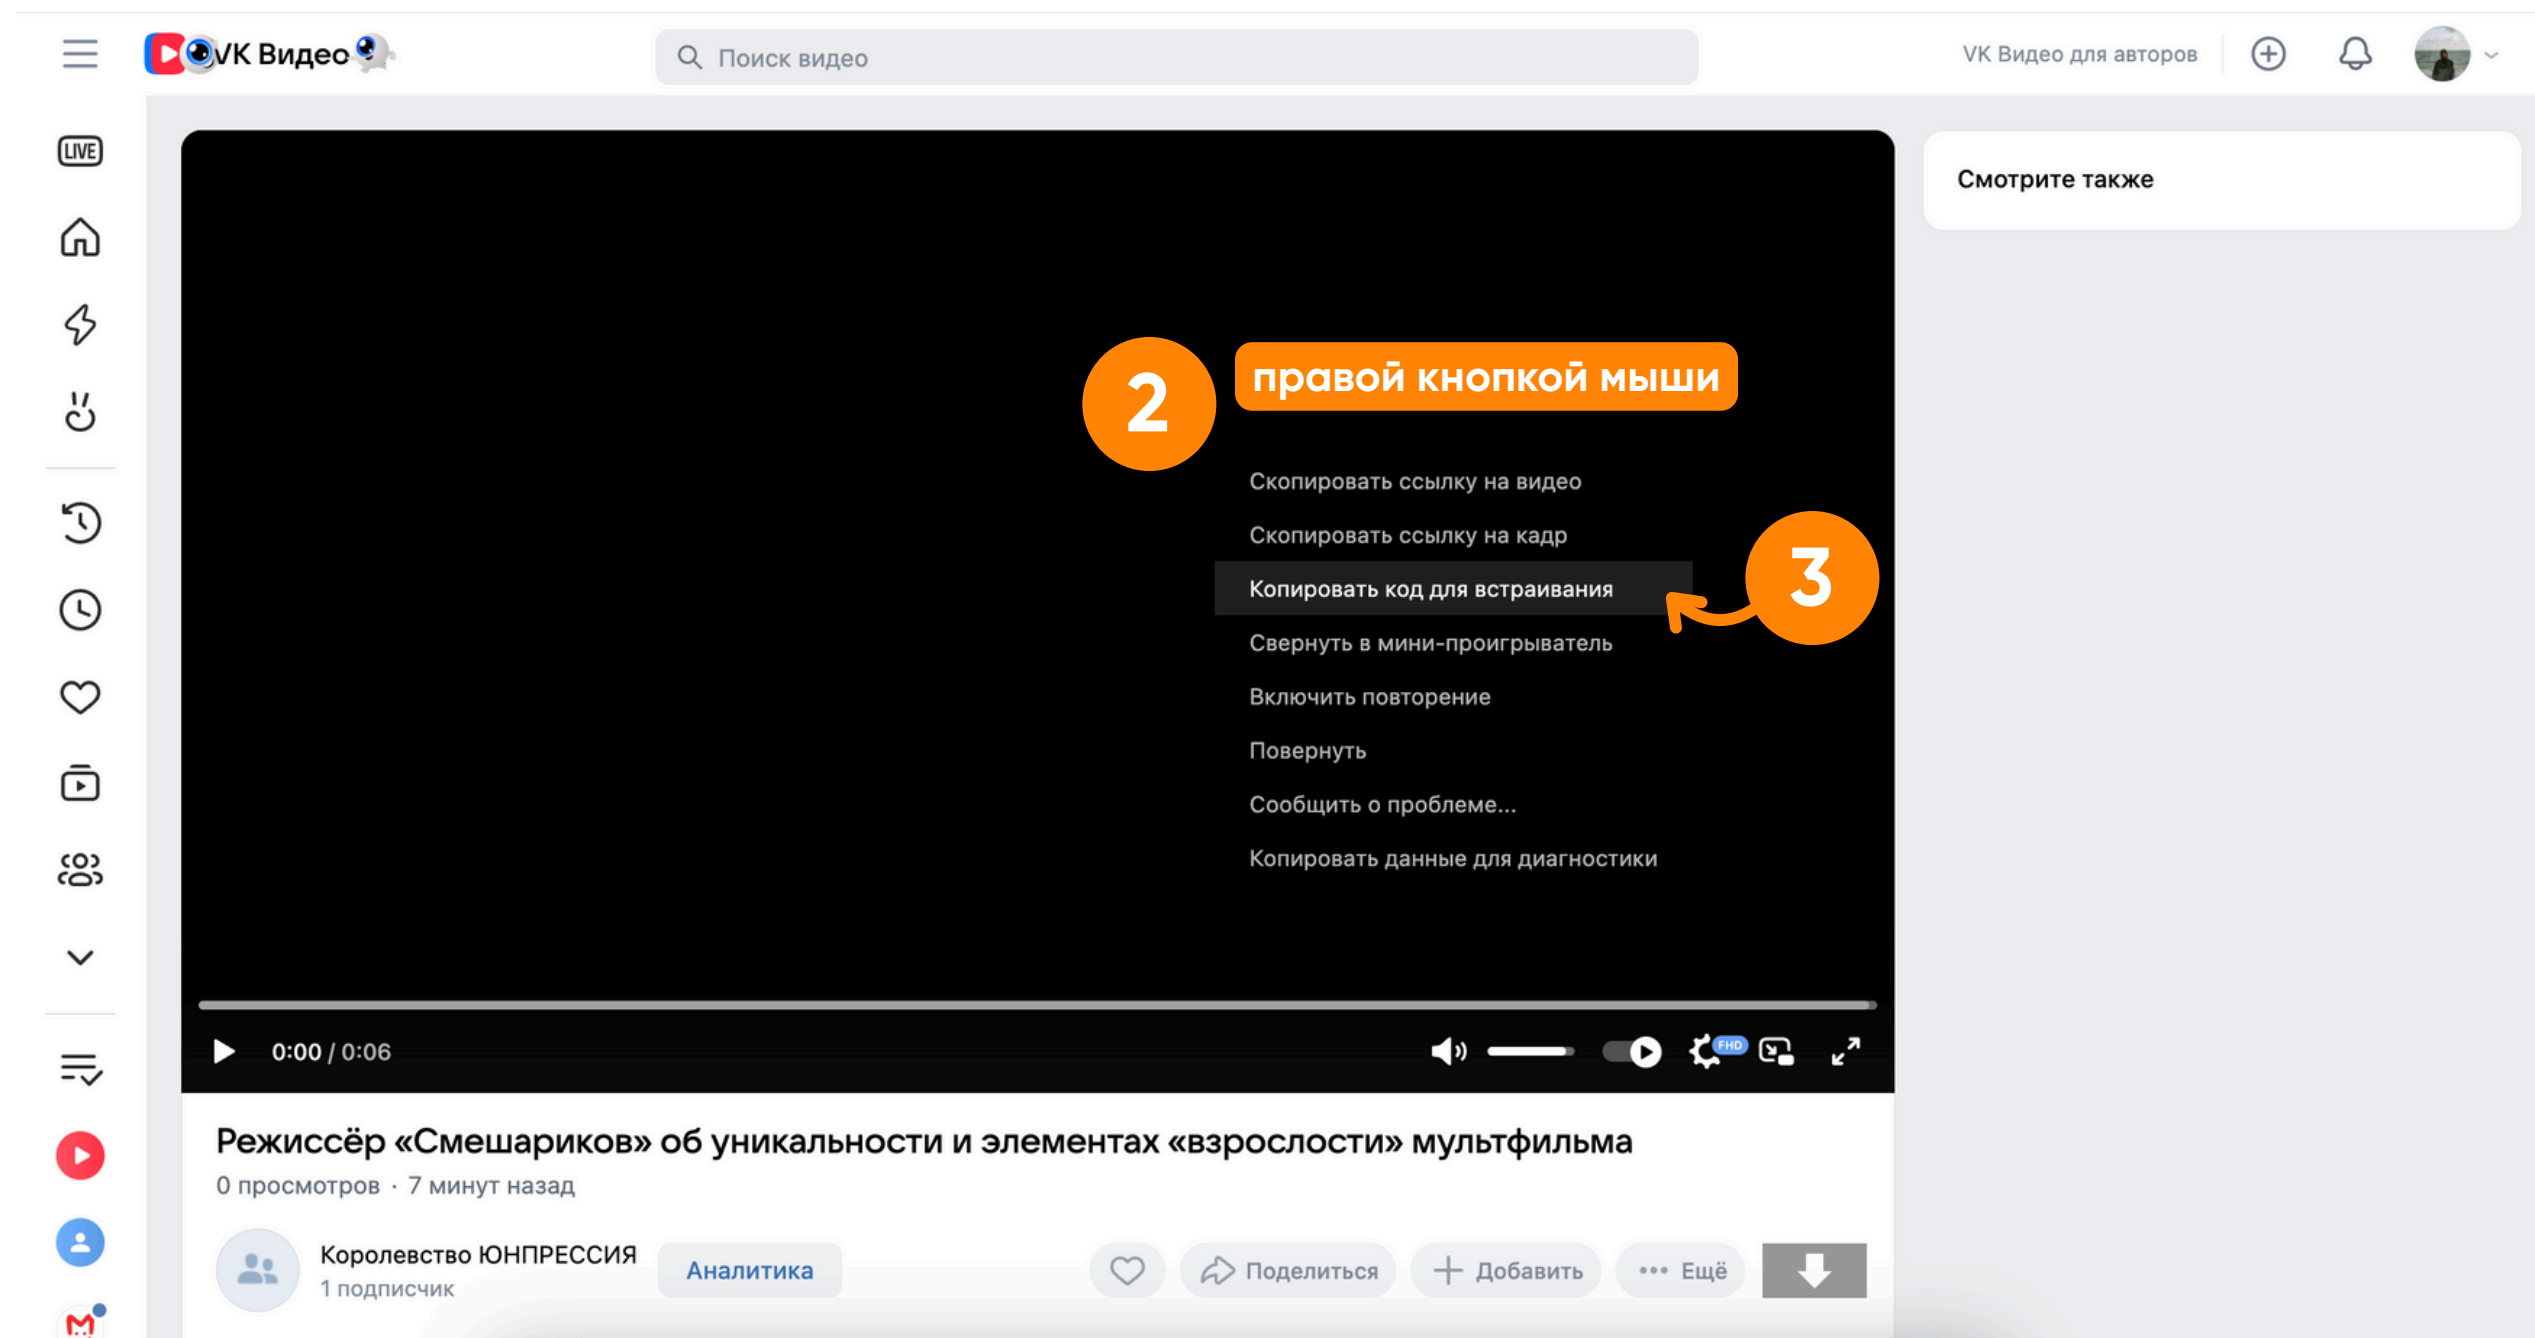 VK Видео
Поиск видео
VK Видео для авторов
LIVE
Смотрите также
2
правой кнопкой мыши
Скопировать ссылку на видео
Скопировать ссылку на кадр
3
Копировать код для встраивания
Свернуть в мини-проигрыватель
Включить повторение
Повернуть
Сообщить о проблеме...
Копировать данные для диагностики
0:00 / 0:06
FHD
Режиссёр «Смешариков» об уникальности и элементах «взрослости» мультфильма
0 просмотров · 7 минут назад
Королевство ЮНПРЕССИЯ
1 подписчик
Аналитика
Поделиться
Добавить
Ещё